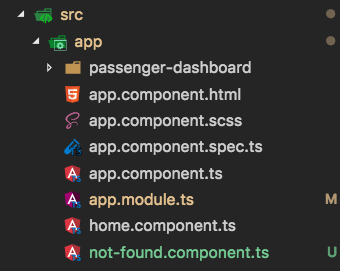 src
app
passenger-dashboard
app.component.html
app.component.scss
app.component.spec.ts
app.component.ts
app.module.ts M
home.component.ts
not-found.component.ts U